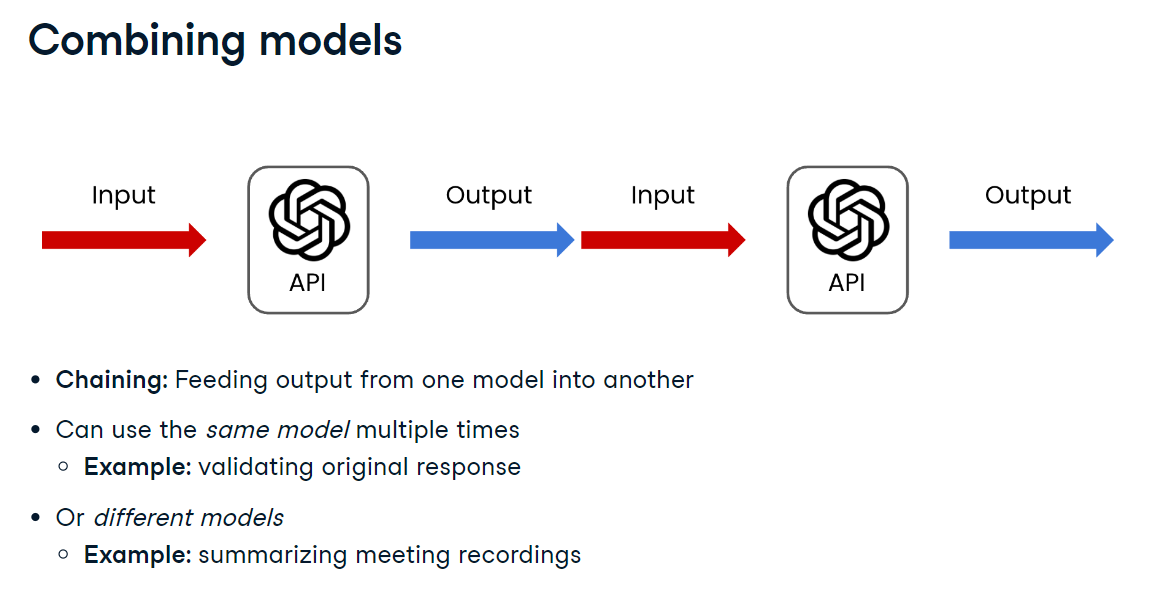 Combining models
Input
Output
Input
Output
API
API
• Chaining: Feeding output from one model into another
• Can use the same model multiple times
○ Example: validating original response
• Or different models
○ Example: summarizing meeting recordings